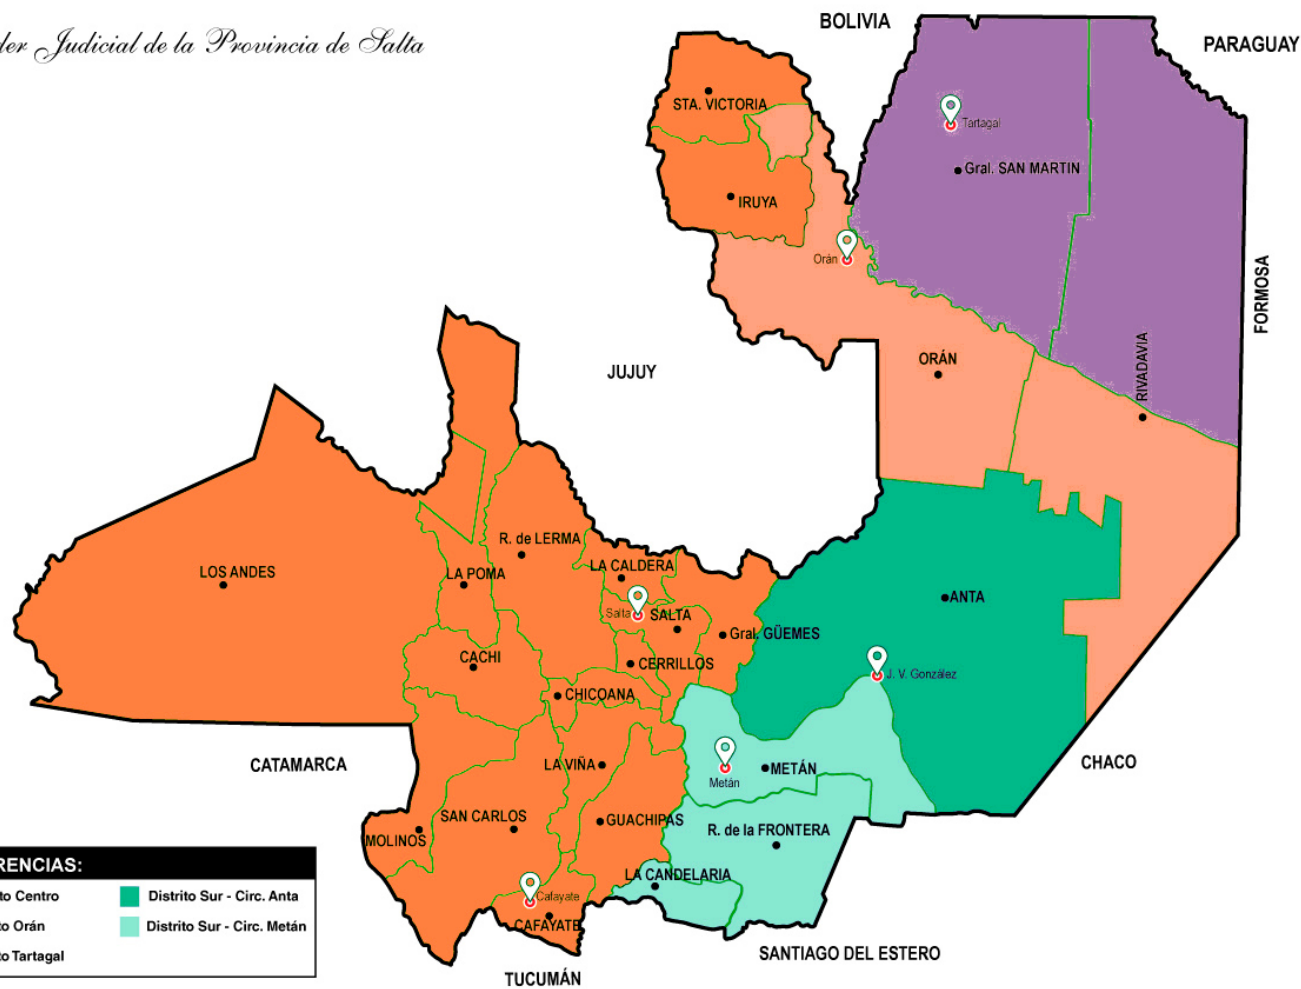 der Judicial de la Provincia de Salta
BOLIVIA
PARAGUAY
STA. VICTORIA
Tartagal
Gral. SAN MARTIN
IRUYA
Orán
FORMOSA
ORÁN
JUJUY
RIVADAVIA
R. de LERMA
LA CALDERA
LOS ANDES
LA POMA
ANTA
Salta
SALTA
Gral. GÜEMES
CACHI
CERRILLOS
J. V. González
CHICOANA
CATAMARCA
LA VIÑA
METÁN
CHACO
Metán
SAN CARLOS
GUACHIPAS
R. de la FRONTERA
MOLINOS
LA CANDELARIA
Cafayate
CAFAYATE
SANTIAGO DEL ESTERO
TUCUMÁN
RENCIAS:
to Centro
Distrito Sur - Circ. Anta
to Orán
Distrito Sur - Circ. Metán
to Tartagal